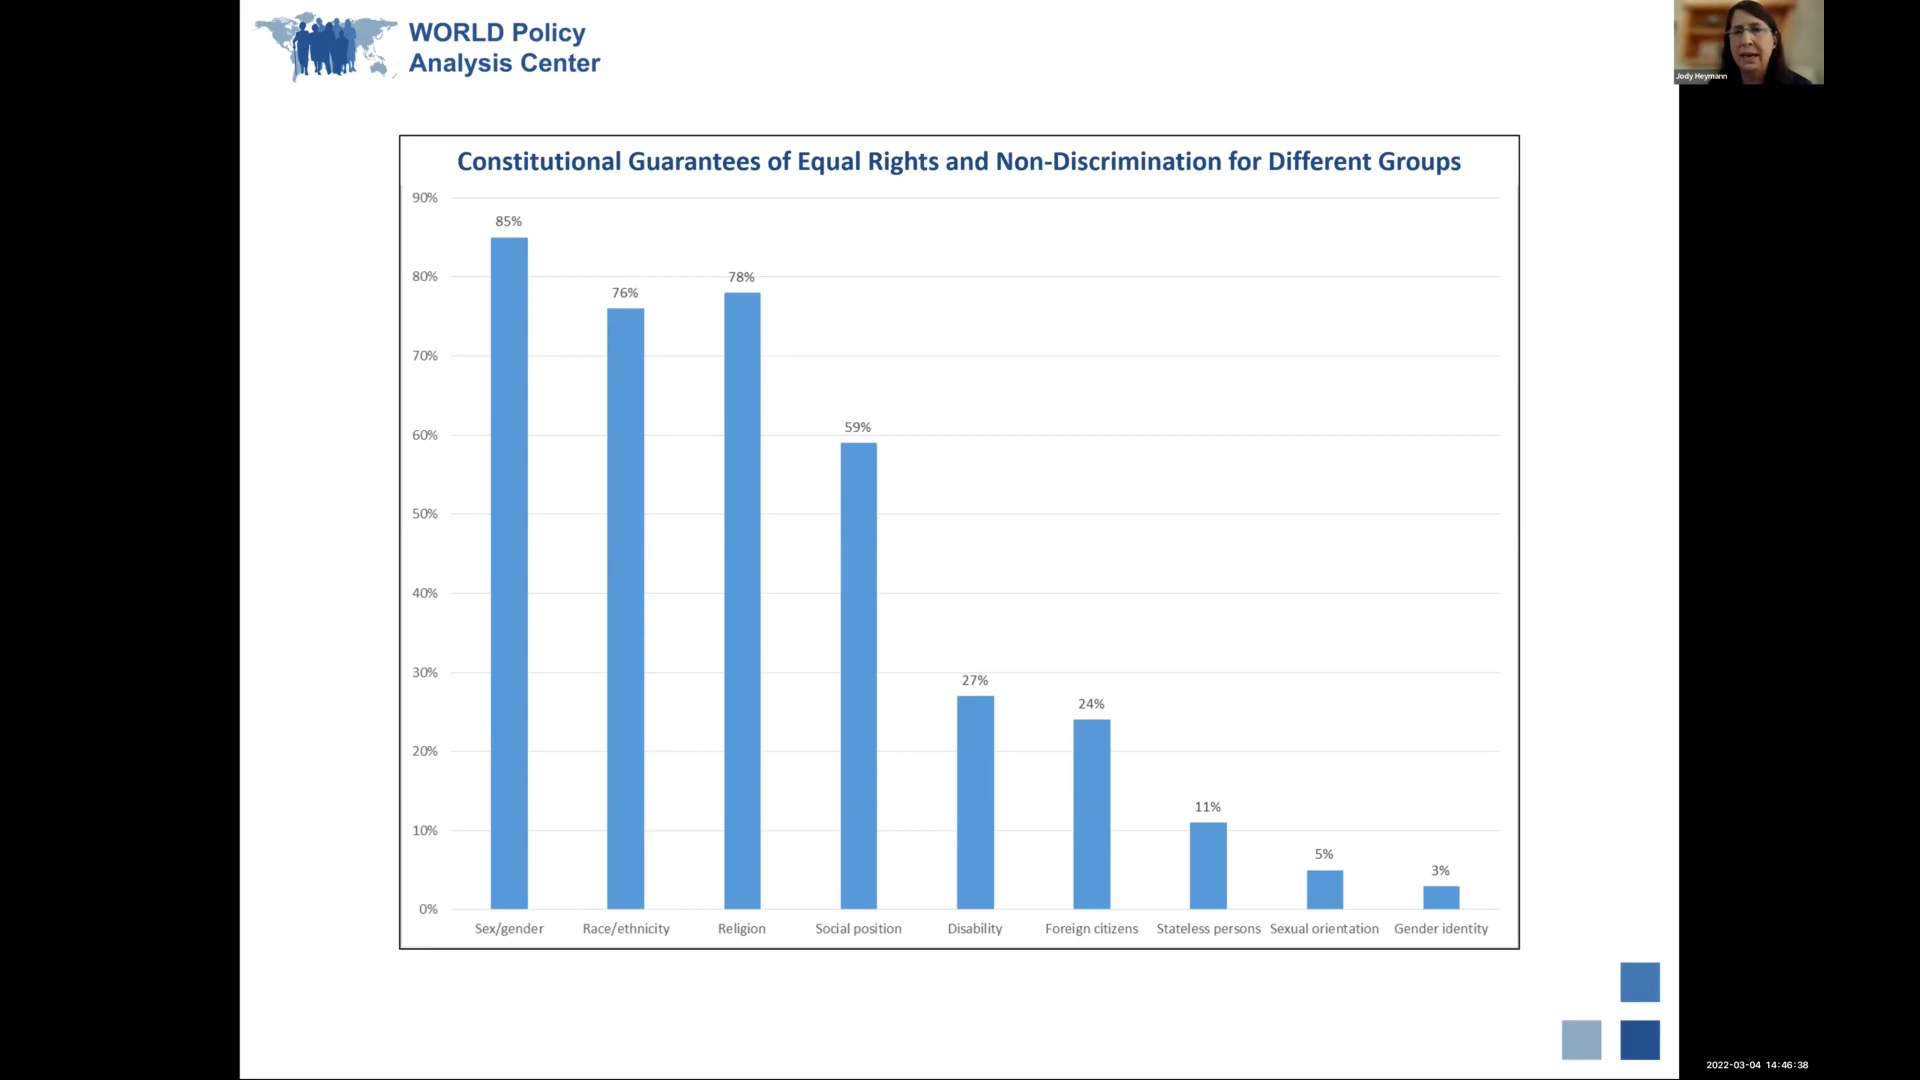 WORLD Policy
Analysis Center
Jody Heymann
Constitutional Guarantees of Equal Rights and Non-Discrimination for Different Groups
90%
80%
70%
60%
50%
40%
30%
20%
10%
0%
85%
76%
78%
59%
27%
24%
11%
5%
3%
Sex/gender
Race/ethnicity
Religion
Social position
Disability
Foreign citizens
Stateless persons
Sexual orientation
Gender identity
2022-03-04 14:46:38